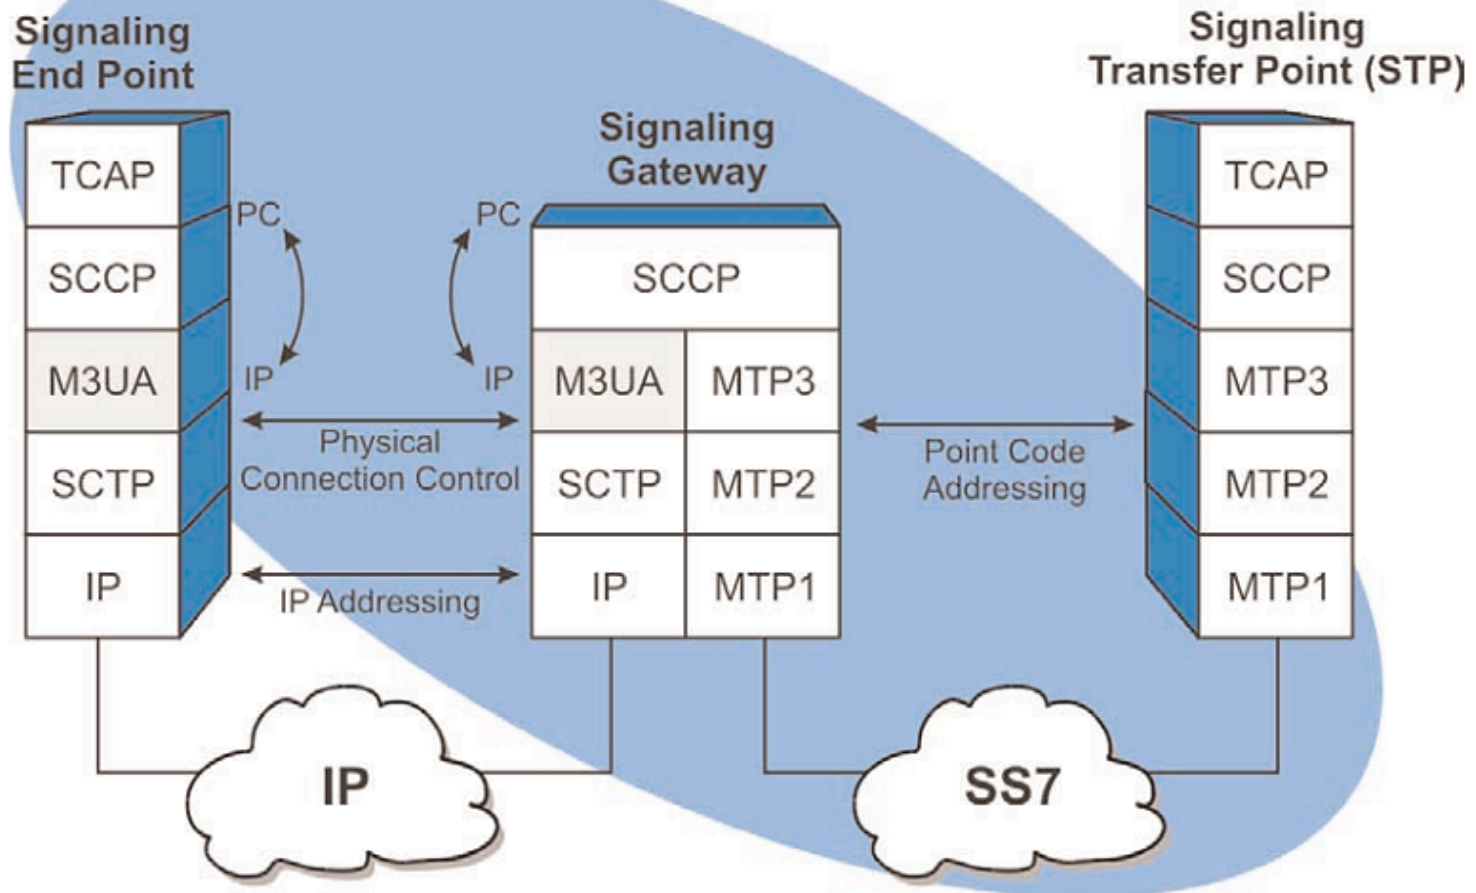 Signaling
End Point
TCAP
SCCP
M3UA
SCTP
IP
PC
IP
Physical
Connection Control
IP Addressing
PC
IP
Signaling
Gateway
SCCP
M3UA
MTP3
SCTP
MTP2
IP
MTP1
Point Code
Addressing
Signaling
Transfer Point (STP)
TCAP
SCCP
MTP3
MTP2
MTP1
IP
SS7